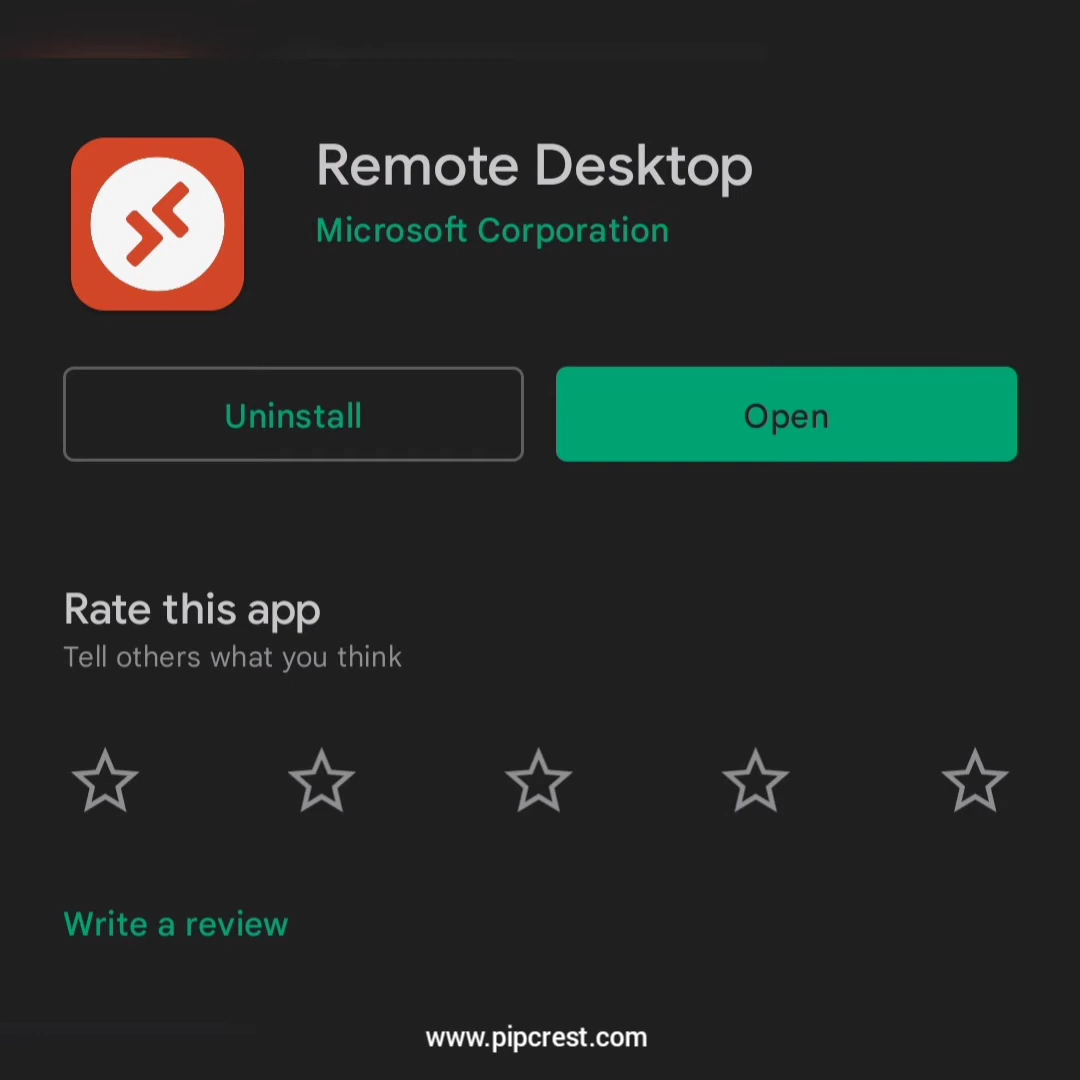 Remote Desktop
Microsoft Corporation
Uninstall
Open
Rate this app
Tell others what you think
Write a review
www.pipcrest.com